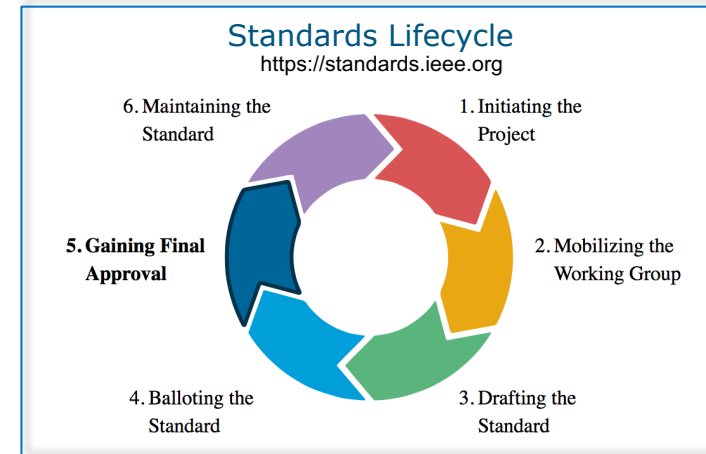 Standards Lifecycle
https://standards.ieee.org
6. Maintaining the
Standard
1. Initiating the
Project
5. Gaining Final
Approval
2. Mobilizing the
Working Group
4. Balloting the
Standard
3. Drafting the
Standard